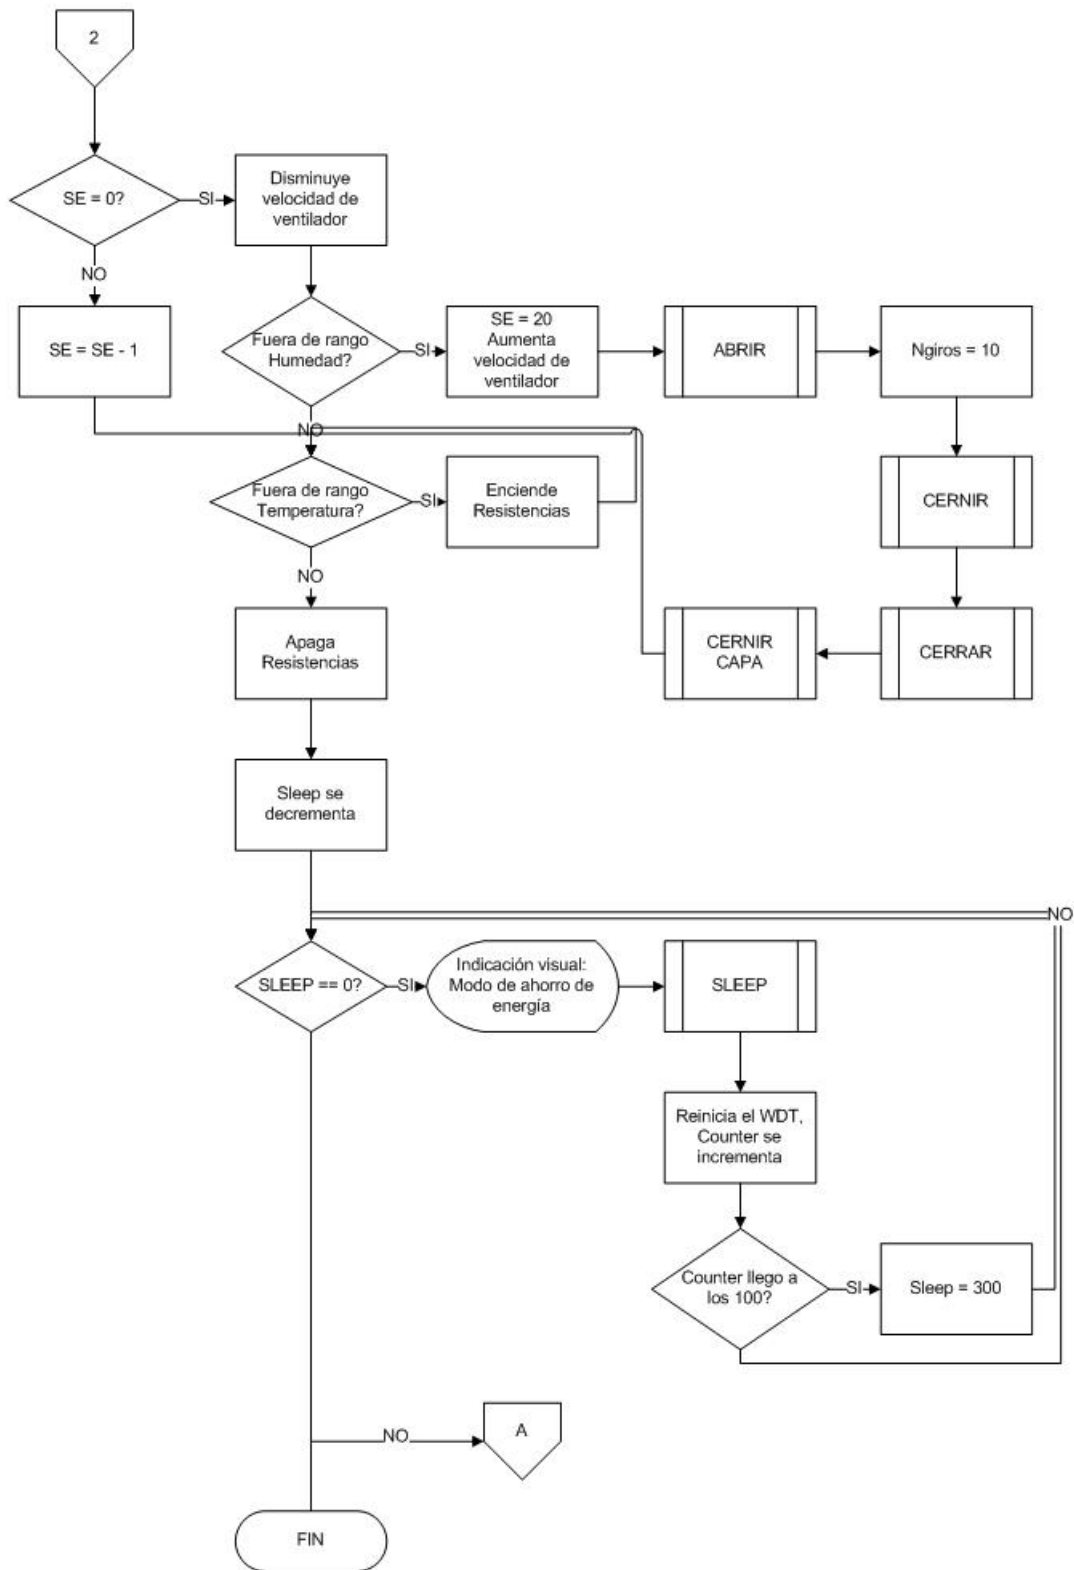 2
SE = 0?
SI
Disminuye
velocidad de
ventilador
NO
SE = SE - 1
Fuera de rango
Humedad?
SI
SE = 20
Aumenta
velocidad de
ventilador
ABRIR
Ngiros = 10
NO
Fuera de rango
Temperatura?
SI
Enciende
Resistencias
CERNIR
NO
Apaga
Resistencias
CERNIR
CAPA
CERRAR
Sleep se
decrementa
NO
SLEEP == 0?
SI
Indicación visual:
Modo de ahorro de
energía
SLEEP
Reinicia el WDT,
Counter se
incrementa
Counter llego a
los 100?
SI
Sleep = 300
NO
A
FIN